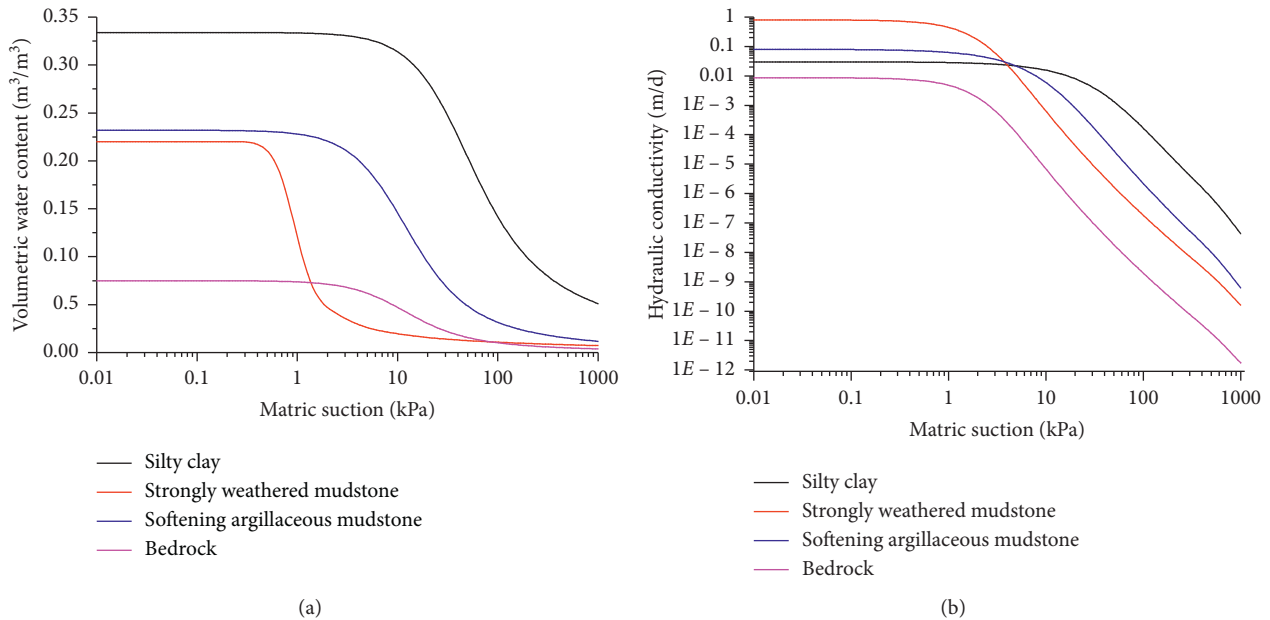 0.35
0.30
0.25
0.20
0.15
0.10
0.5
0.00
Volumetric water content (m³/m³)
0.01 0.1 1 10 100 1000
Matric suction (kPa)
Silty clay
Strongly weathered mudstone
Softening argillaceous mudstone
Bedrock
(a)
1
0.1
0.01
1E – 3
1E – 4
1E – 5
1E – 6
1E – 7
1E – 8
1E – 9
1E – 10
1E – 11
1E – 12
Hydraulic conductivity (m/d)
0.01 0.1 1 10 100 1000
Matric suction (kPa)
Silty clay
Strongly weathered mudstone
Softening argillaceous mudstone
Bedrock
(b)